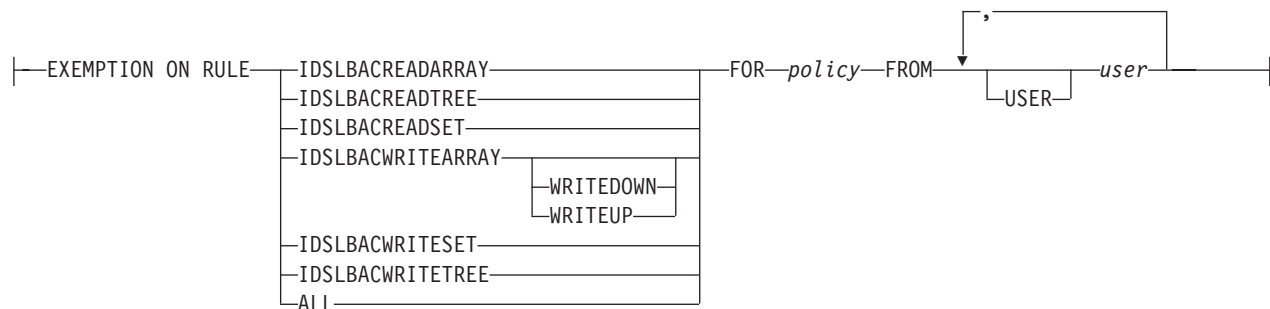 ,
EXEMPTION ON RULE IDSLBACREADARRAY FOR policy FROM user
IDSLBACREADTREE USER
IDSLBACREADSET
IDSLBACWRITEARRAY
WRITEDOWN
WRITEUP
IDSLBACWRITESET
IDSLBACWRITETREE
ALL